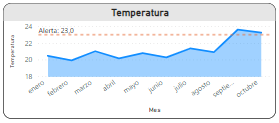 Temperatura
Alerta: 23,0
Temperatura
24
22
20
18
enero
febrero
marzo
abril
mayo
junio
julio
agosto
septie...
octubre
Mes